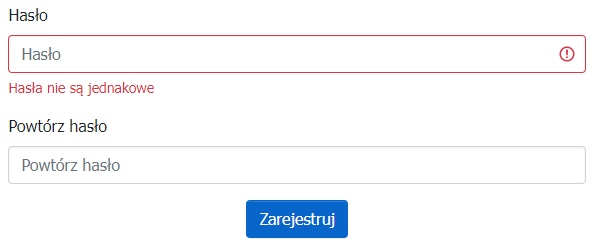 Hasło
Hasło
Hasła nie są jednakowe
Powtórz hasło
Powtórz hasło
Zarejestruj